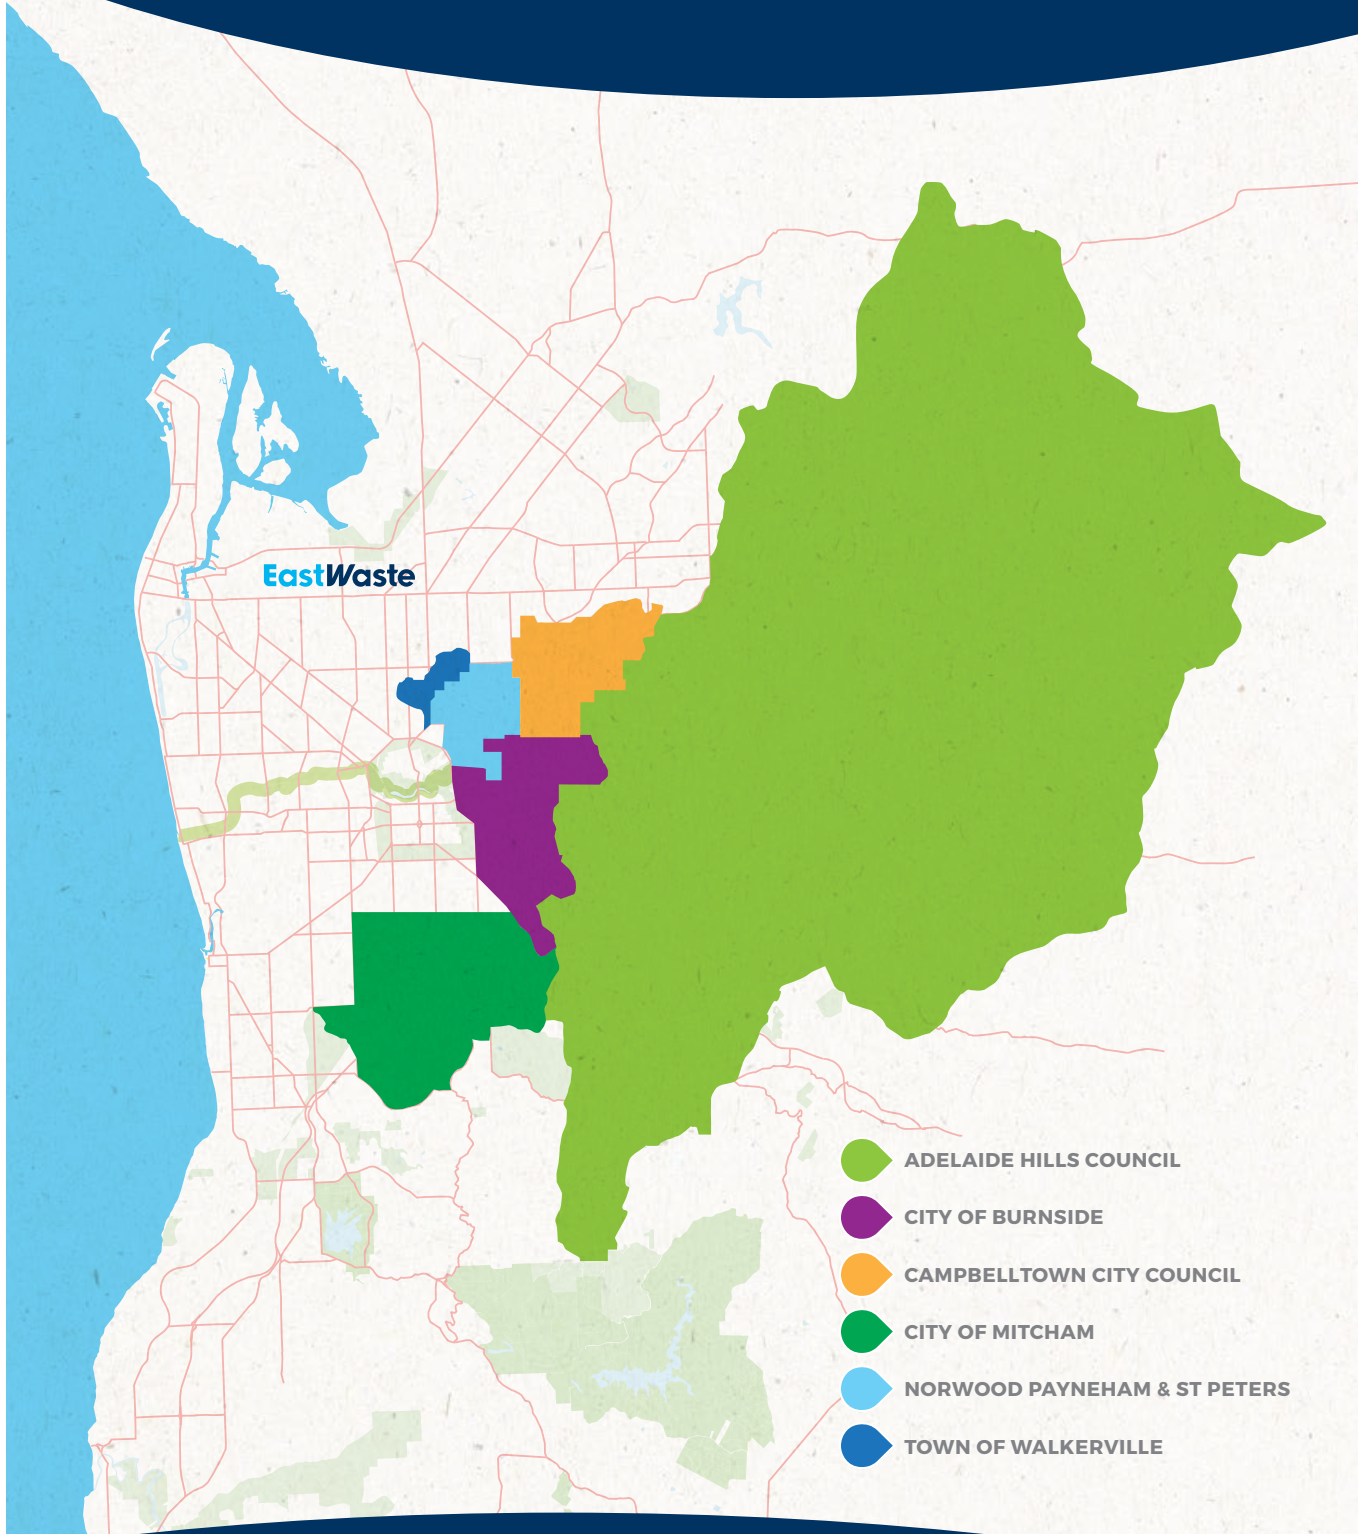 EastWaste
ADELAIDE HILLS COUNCIL
CITY OF BURNSIDE
CAMPBELLTOWN CITY COUNCIL
CITY OF MITCHAM
NORWOOD PAYNEHAM & ST PETERS
TOWN OF WALKERVILLE